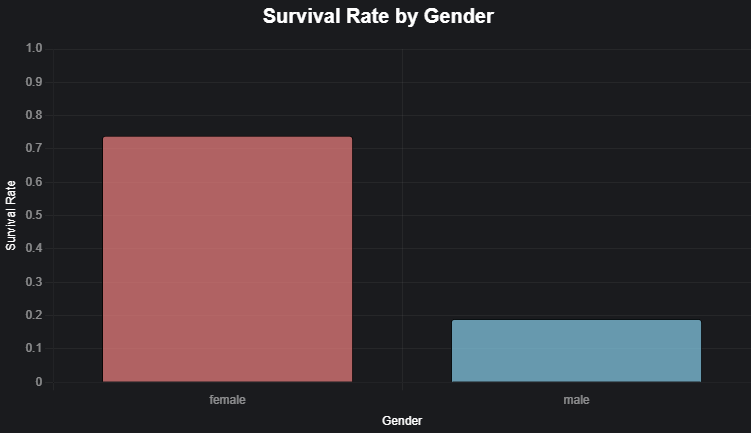 Survival Rate by Gender
1.0
0.9
0.8
0.7
0.6
0.5
0.4
0.3
0.2
0.1
0
Survival Rate
female
male
Gender